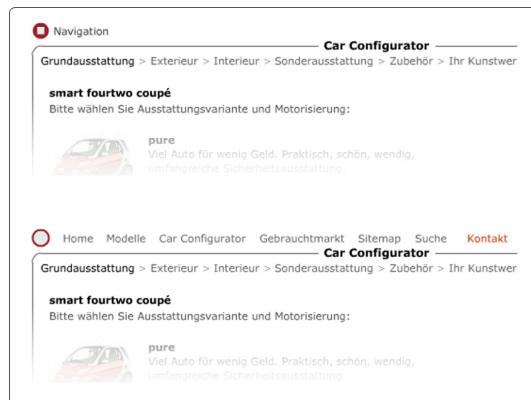 Navigation
Car Configurator
Grundausstattung > Exterieur > Interieur > Sonderausstattung > Zubehör > Ihr Kunstwer
smart fourtwo coupé
Bitte wählen Sie Ausstattungsvariante und Motorisierung:
pure
Viel Auto für wenig Geld. Praktisch, schön, wendig,
umfangreiche Sicherheitsausstattung.
Home Modelle Car Configurator Gebrauchtmarkt Sitemap Suche Kontakt
Car Configurator
Grundausstattung > Exterieur > Interieur > Sonderausstattung > Zubehör > Ihr Kunstwer
smart fourtwo coupé
Bitte wählen Sie Ausstattungsvariante und Motorisierung:
pure
Viel Auto für wenig Geld. Praktisch, schön, wendig,
umfangreiche Sicherheitsausstattung.